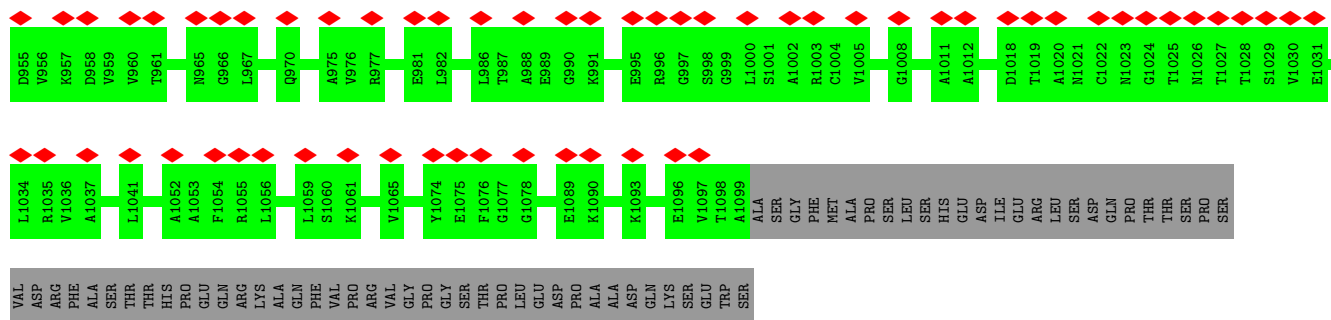 D955 V956 K957 D958 V959 V960 T961 N965 G966 L967 Q970 A975 V976 R977 E981 L982 L986 T987 A988 E989 G990 K991 E995 R996 G997 S998 G999 L1000 S1001 A1002 R1003 C1004 V1005 G1008 A1011 A1012 D1018 T1019 A1020 N1021 C1022 N1023 G1024 T1025 N1026 T1027 T1028 S1029 V1030 E1031
L1034 R1035 V1036 A1037 L1041 A1052 A1053 F1054 R1055 L1056 L1059 S1060 K1061 V1065 Y1074 E1075 F1076 G1077 G1078 E1089 K1090 K1093 E1096 V1097 T1098 A1099 ALA SER GLY PHE MET ALA PRO SER LEU SER HIS GLU ASP ILE GLU ARG LEU SER ASP GLN PRO THR THR SER PRO SER
VAL ASP ARG PHE ALA SER THR THR HIS PRO GLU GLN ARG LYS ALA GLN PHE VAL PRO ARG VAL GLY PRO GLY SER THR PRO LEU GLU ASP PRO ALA ALA ASP GLN LYS SER GLU TRP SER